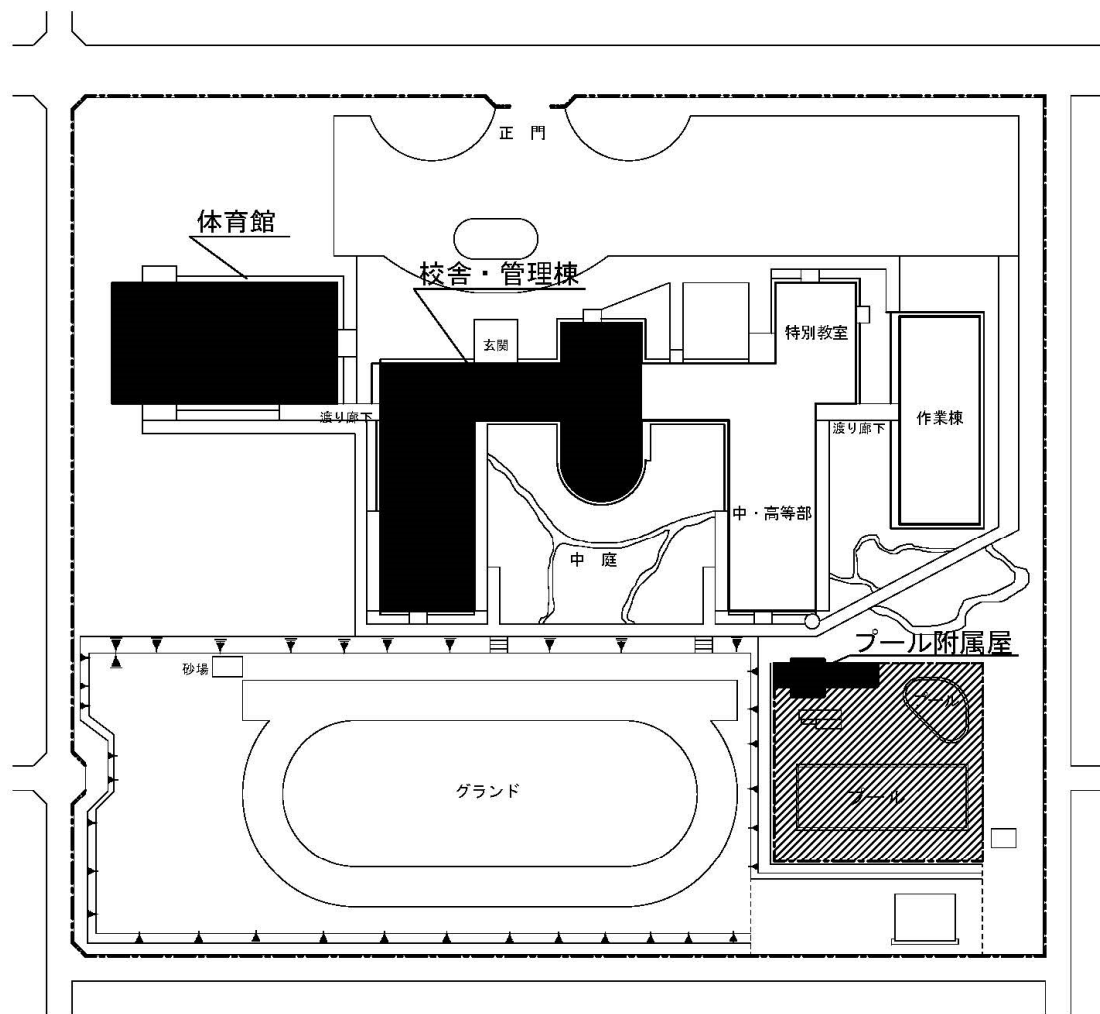 正 門
体育館
校舎・管理棟
玄関
特別教室
渡り廊下
渡り廊下
作業棟
中・高等部
中 庭
プール附属屋
砂場
プール
グランド
プール